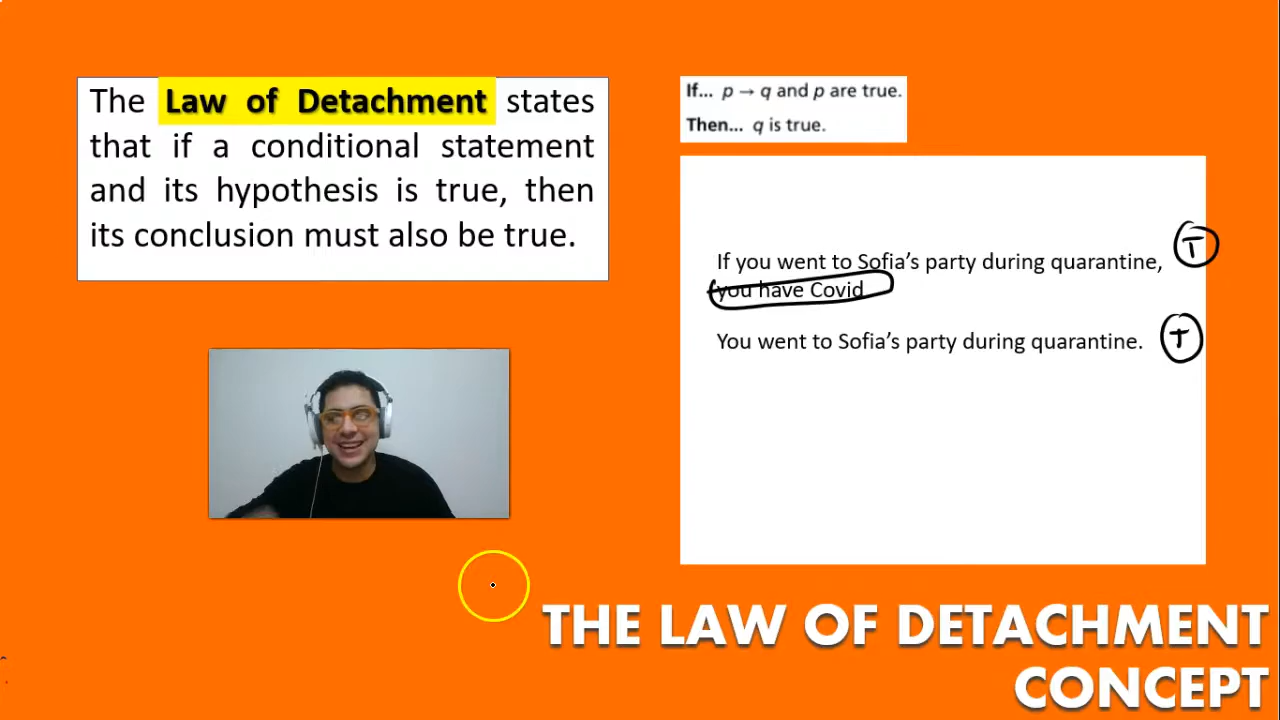 The Law of Detachment states
that if a conditional statement
and its hypothesis is true, then
its conclusion must also be true.
If... p → q and p are true.
Then... q is true.
If you went to Sofia's party during quarantine,
T
you have Covid
You went to Sofia's party during quarantine.
T
THE LAW OF DETACHMENT
CONCEPT